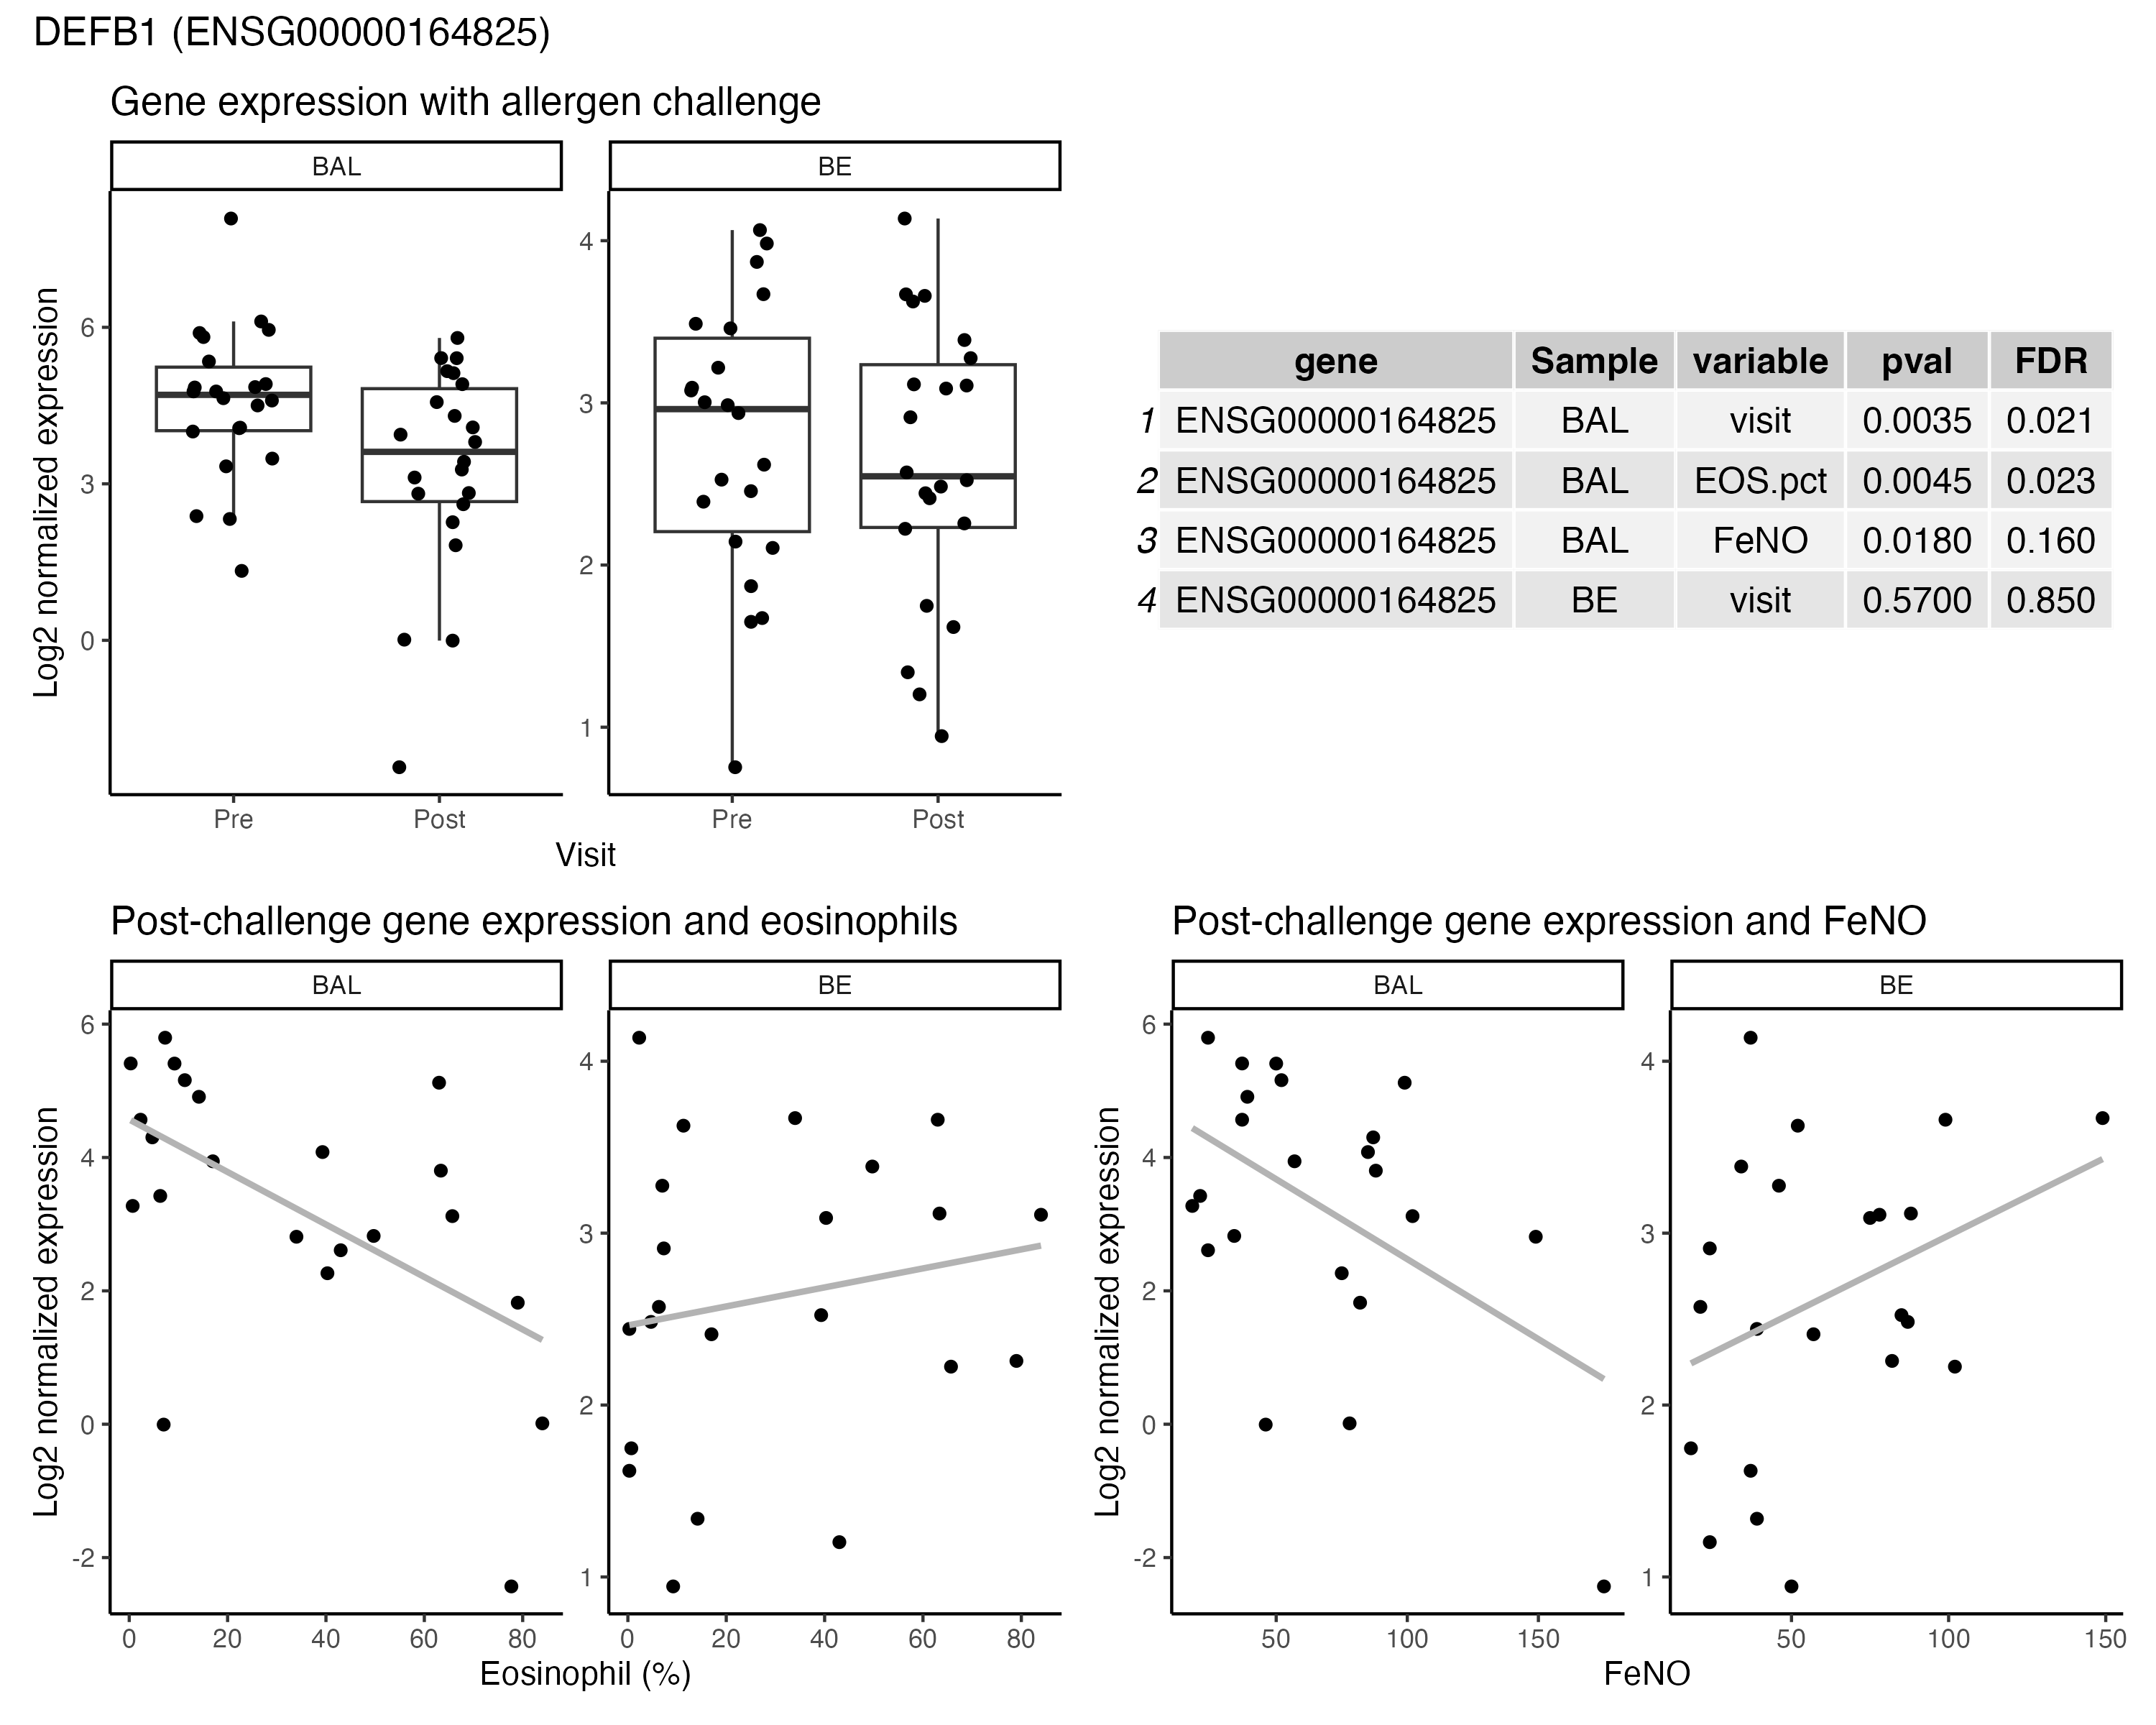 DEFB1 (ENSG00000164825)
Gene expression with allergen challenge
BAL
BE
Log2 normalized expression
6
3
0
4
3
2
1
Pre
Post
Pre
Post
Visit
gene Sample variable pval FDR
1 ENSG00000164825 BAL visit 0.0035 0.021
2 ENSG00000164825 BAL EOS.pct 0.0045 0.023
3 ENSG00000164825 BAL FeNO 0.0180 0.160
4 ENSG00000164825 BE visit 0.5700 0.850
Post-challenge gene expression and eosinophils
BAL
BE
Log2 normalized expression
6
4
2
0
-2
4
3
2
1
0 20 40 60 80
0 20 40 60 80
Eosinophil (%)
Post-challenge gene expression and FeNO
BAL
BE
Log2 normalized expression
6
4
2
0
-2
4
3
2
1
50 100 150
50 100 150
FeNO